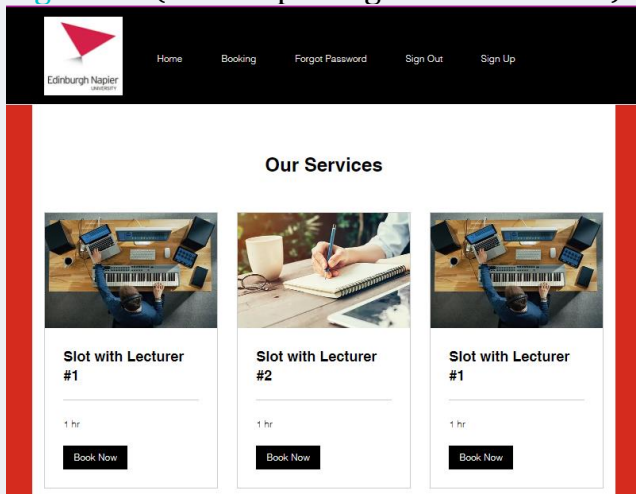 Edinburgh Napier
UNIVERSITY
Home Booking Forgot Password Sign Out Sign Up
Our Services
Slot with Lecturer
#1
1 hr
Book Now
Slot with Lecturer
#2
1 hr
Book Now
Slot with Lecturer
#1
1 hr
Book Now